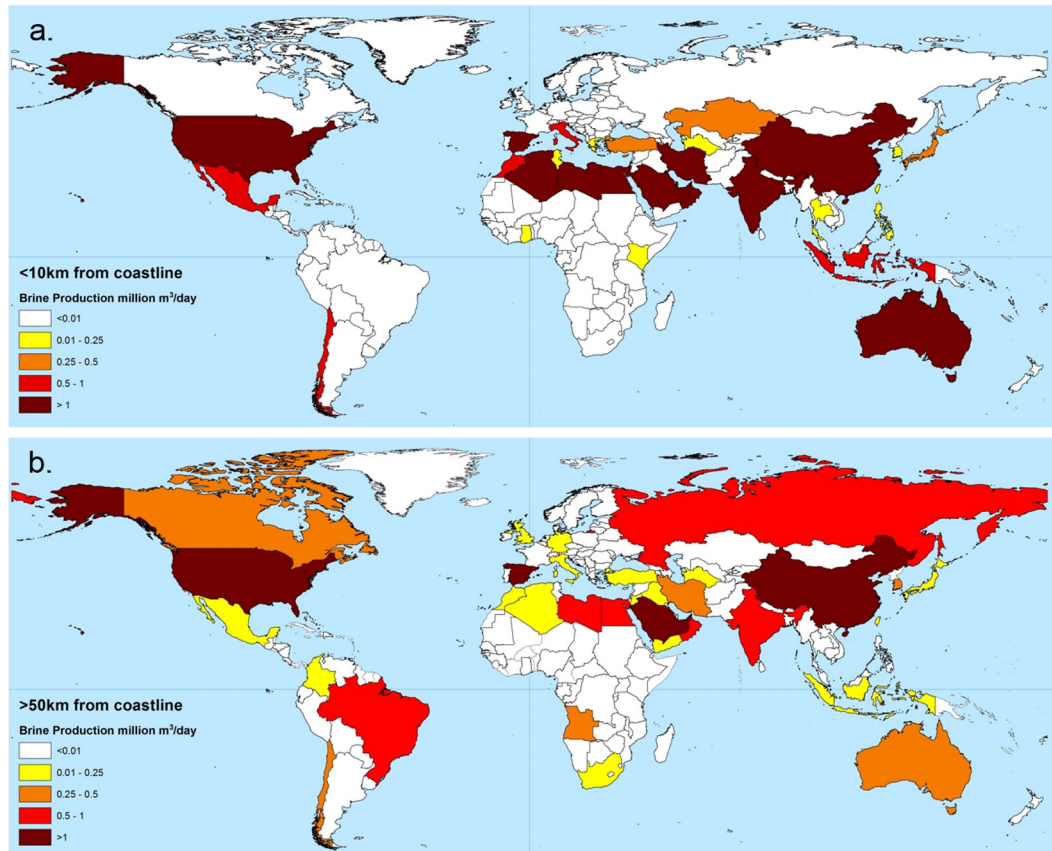 a.
<10km from coastline
Brine Production million m³/day
<0.01
0.01 - 0.25
0.25 - 0.5
0.5 - 1
> 1
b.
>50km from coastline
Brine Production million m³/day
<0.01
0.01 - 0.25
0.25 - 0.5
0.5 - 1
>1